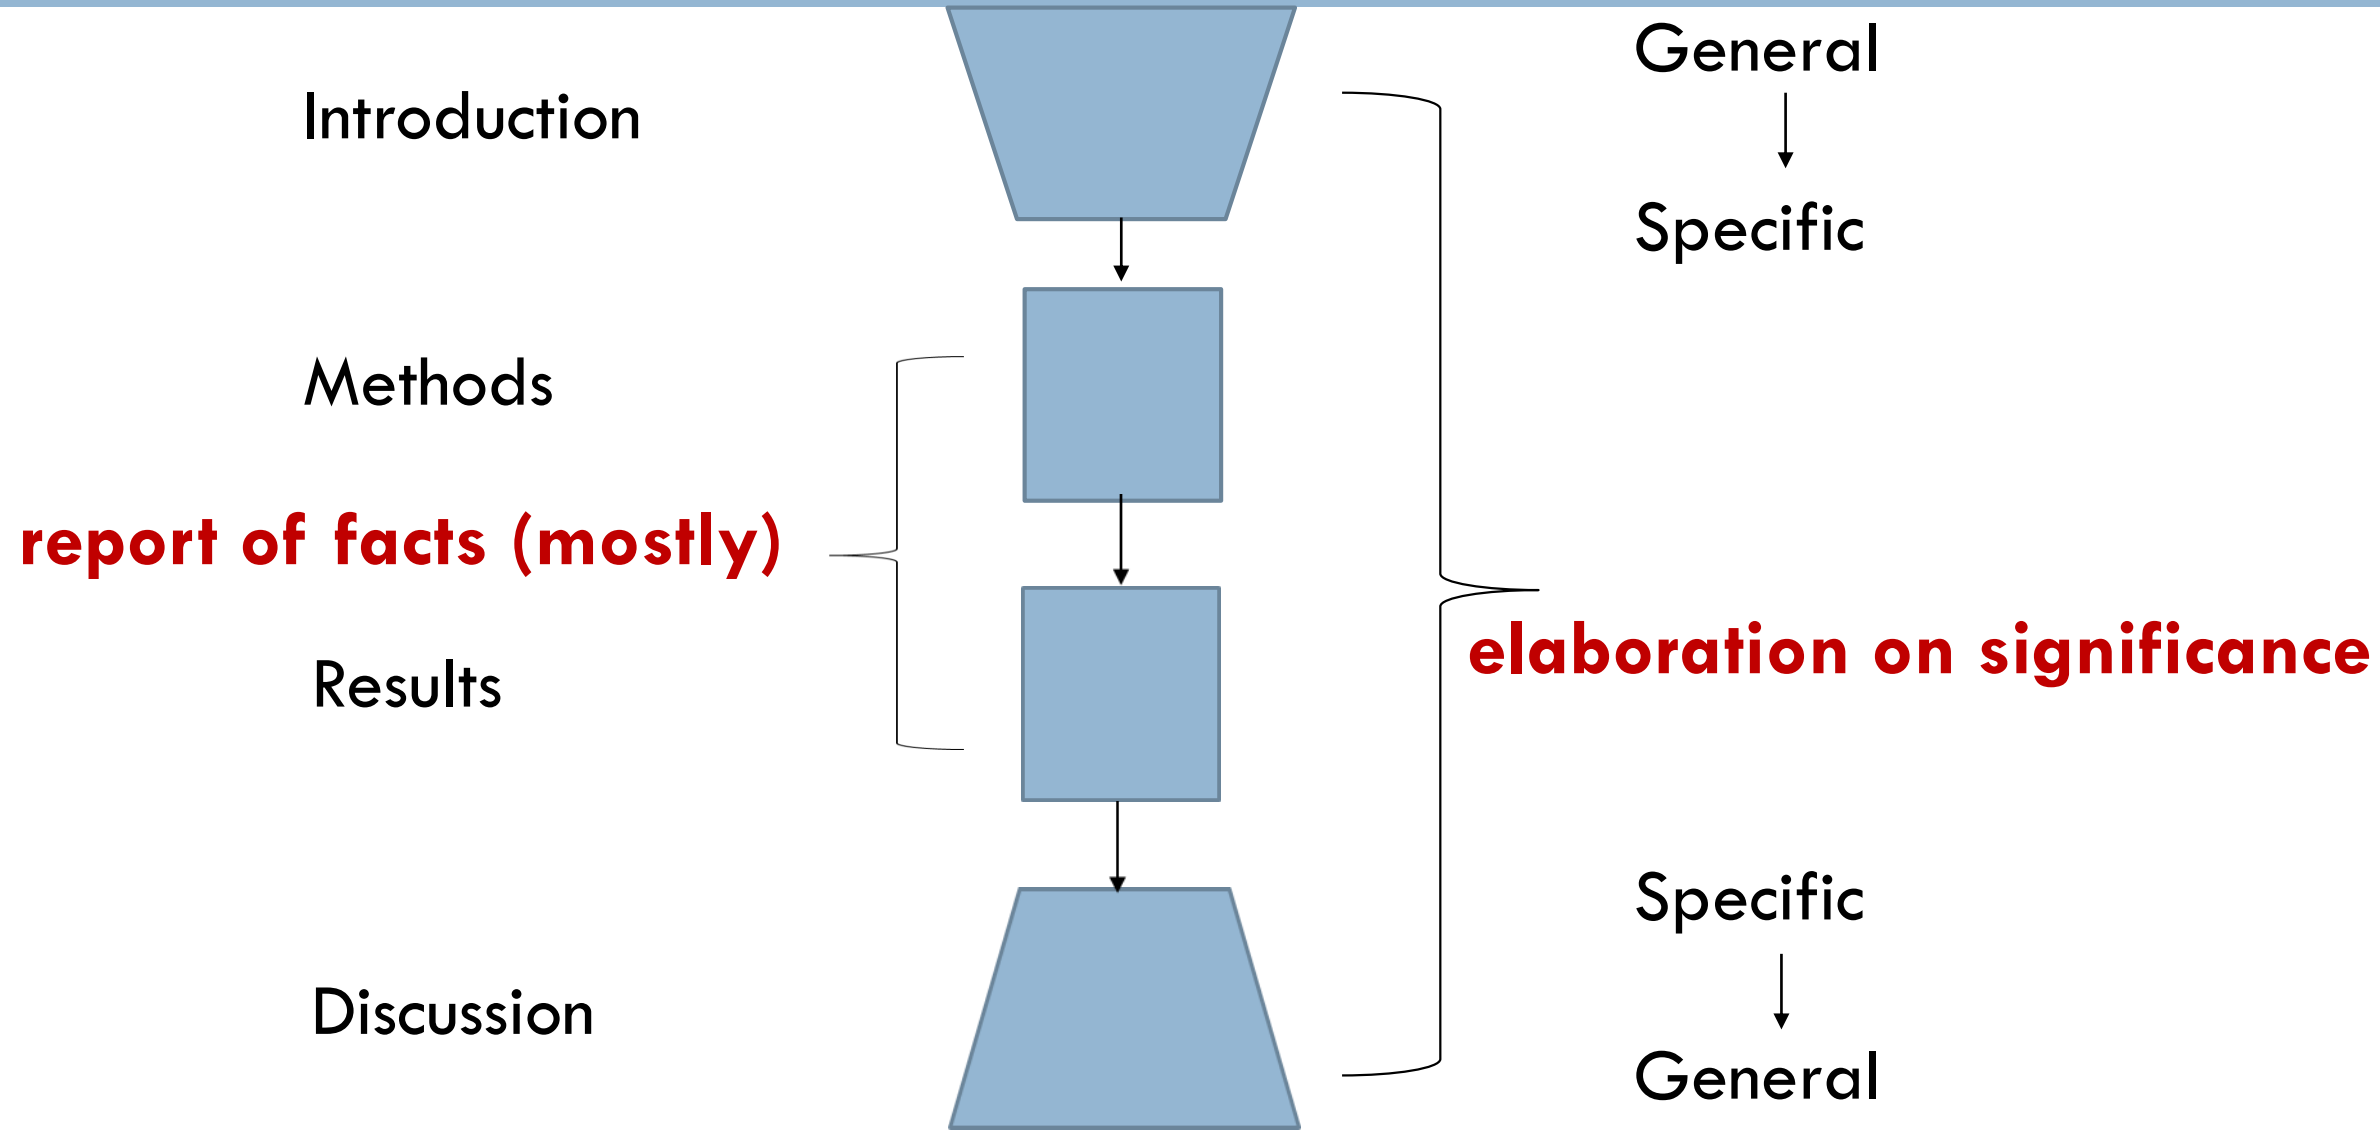 General
Introduction
Specific
Methods
report of facts (mostly)
elaboration on significance
Results
Specific
Discussion
General